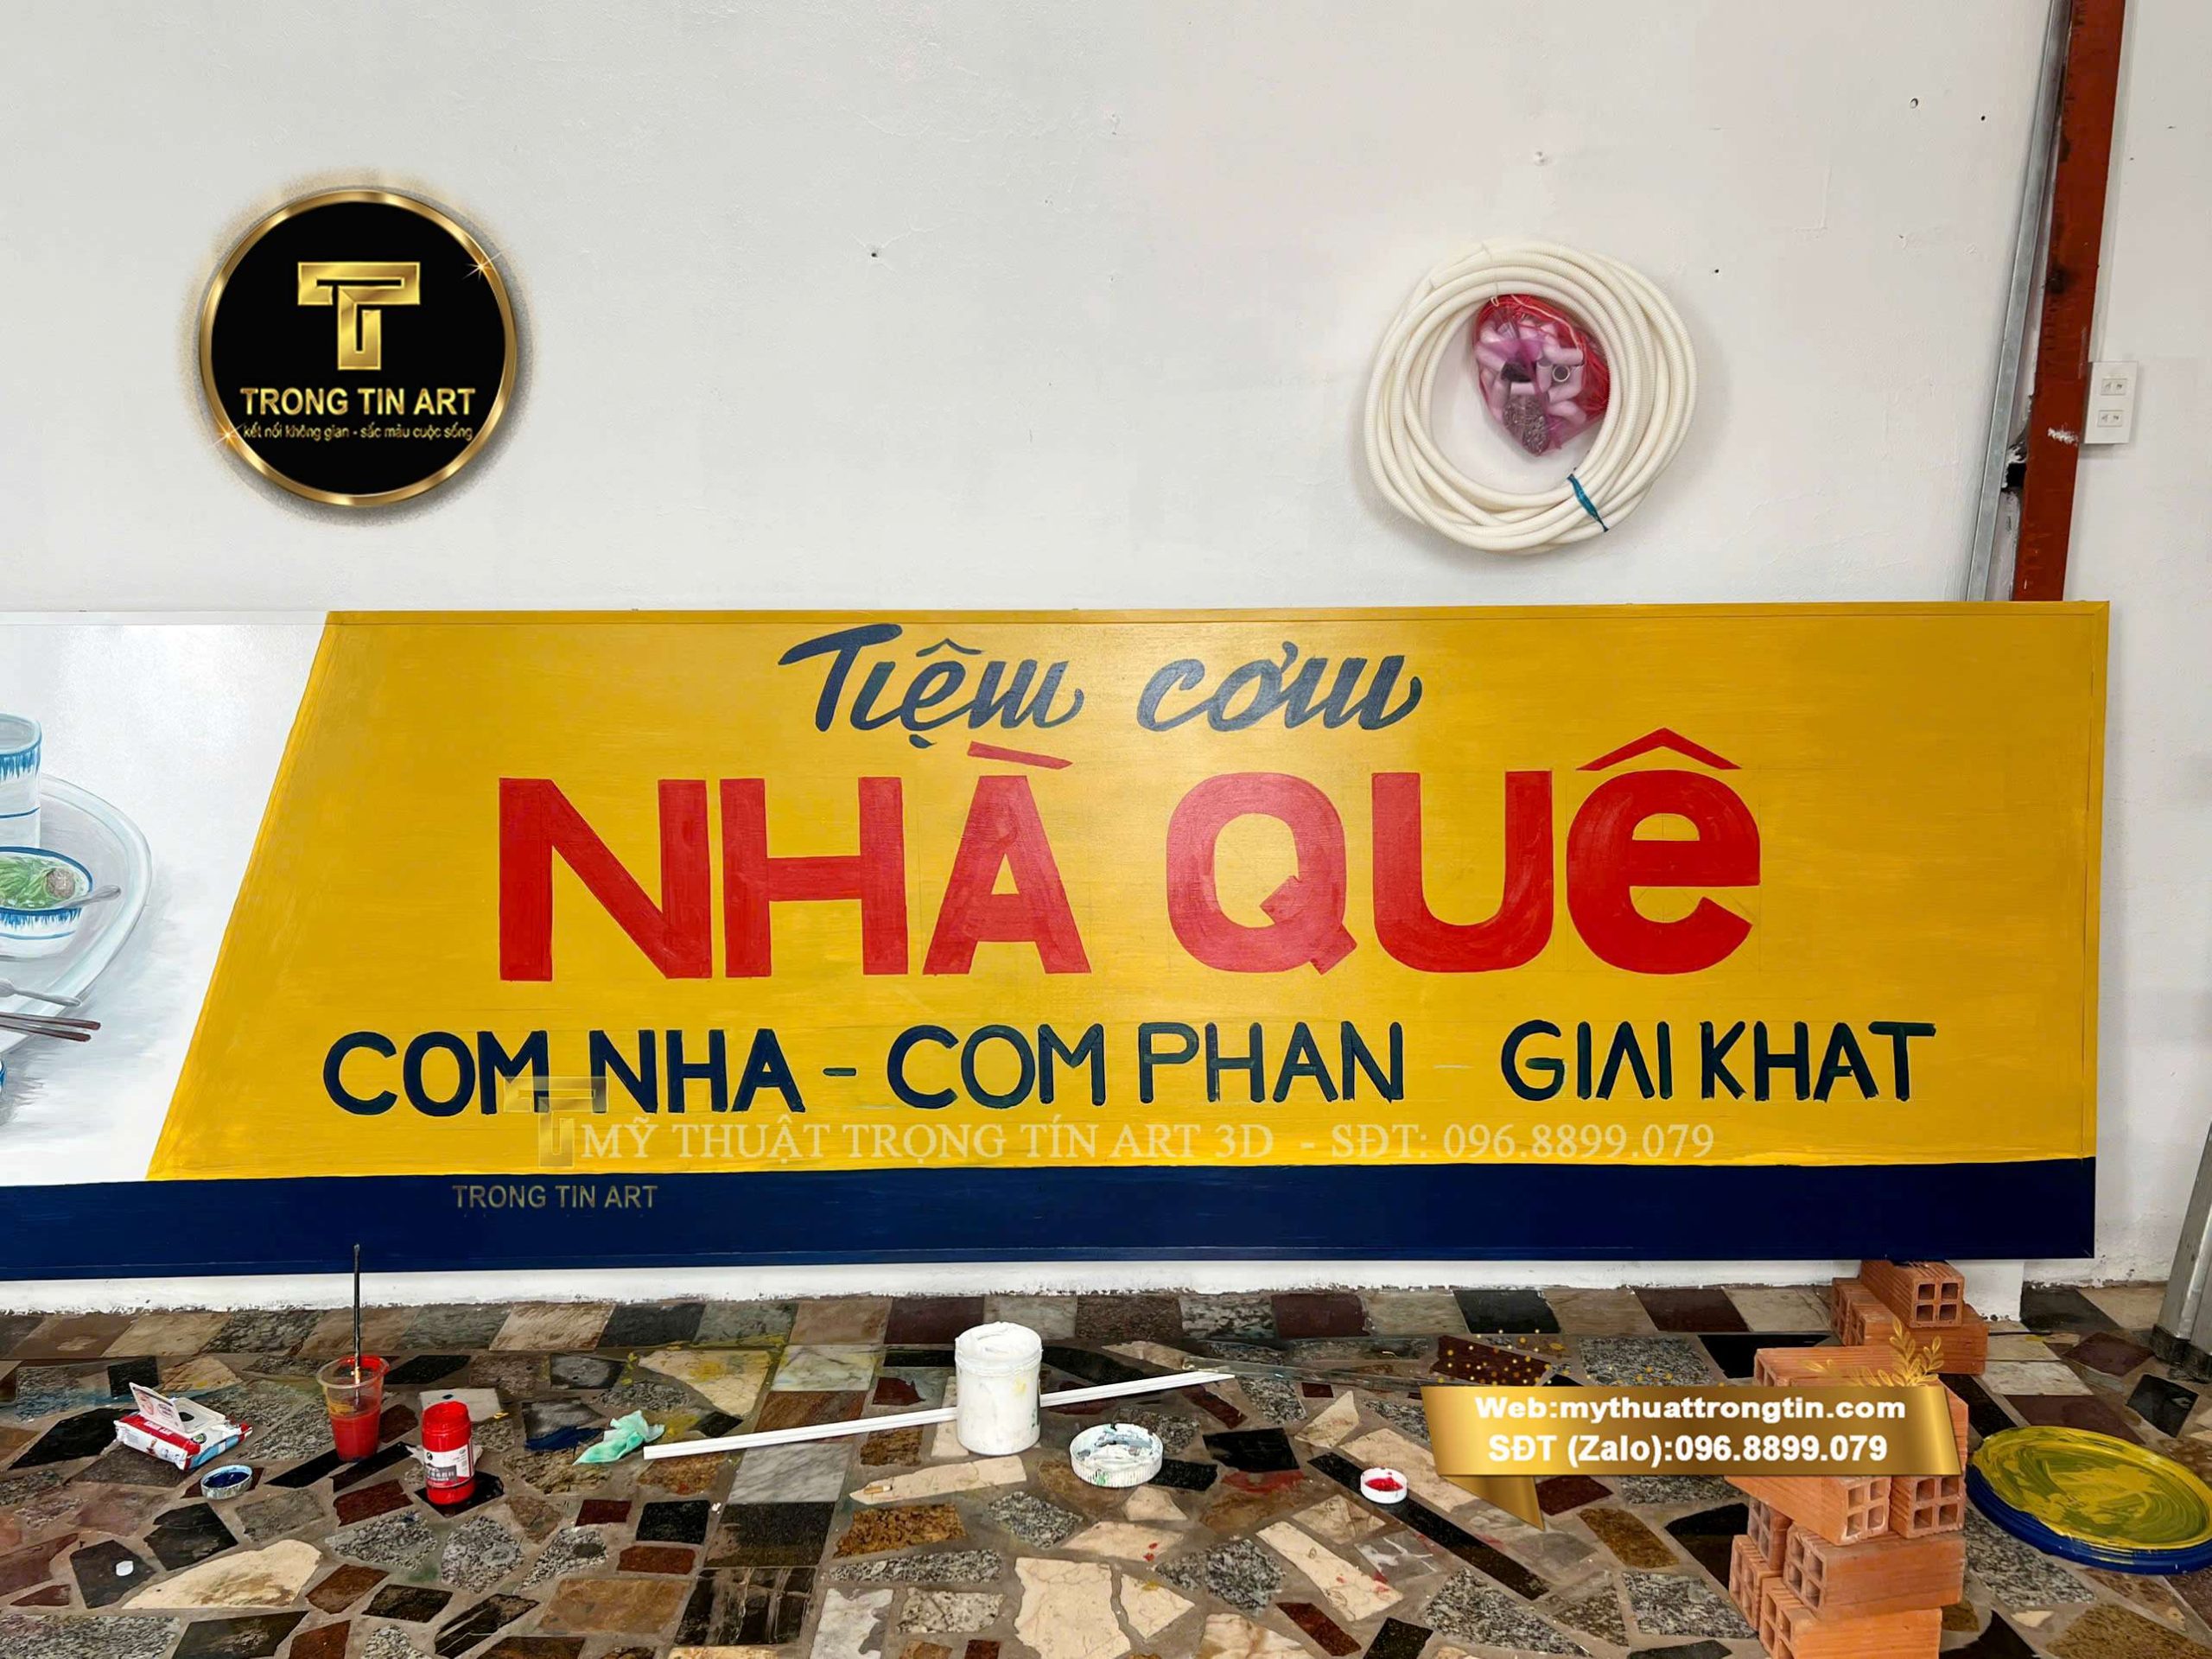 TRONG TIN ART
kết nối không gian - sắc màu cuộc sống
Tiệm cơm
NHÀ QUÊ
COM NHA - COM PHAN GIAI KHAT
MỸ THUẬT TRỌNG TÍN ART 3D - SĐT: 096.8899.079
TRONG TIN ART
Web:mythuattrongtin.com
SĐT (Zalo):096.8899.079